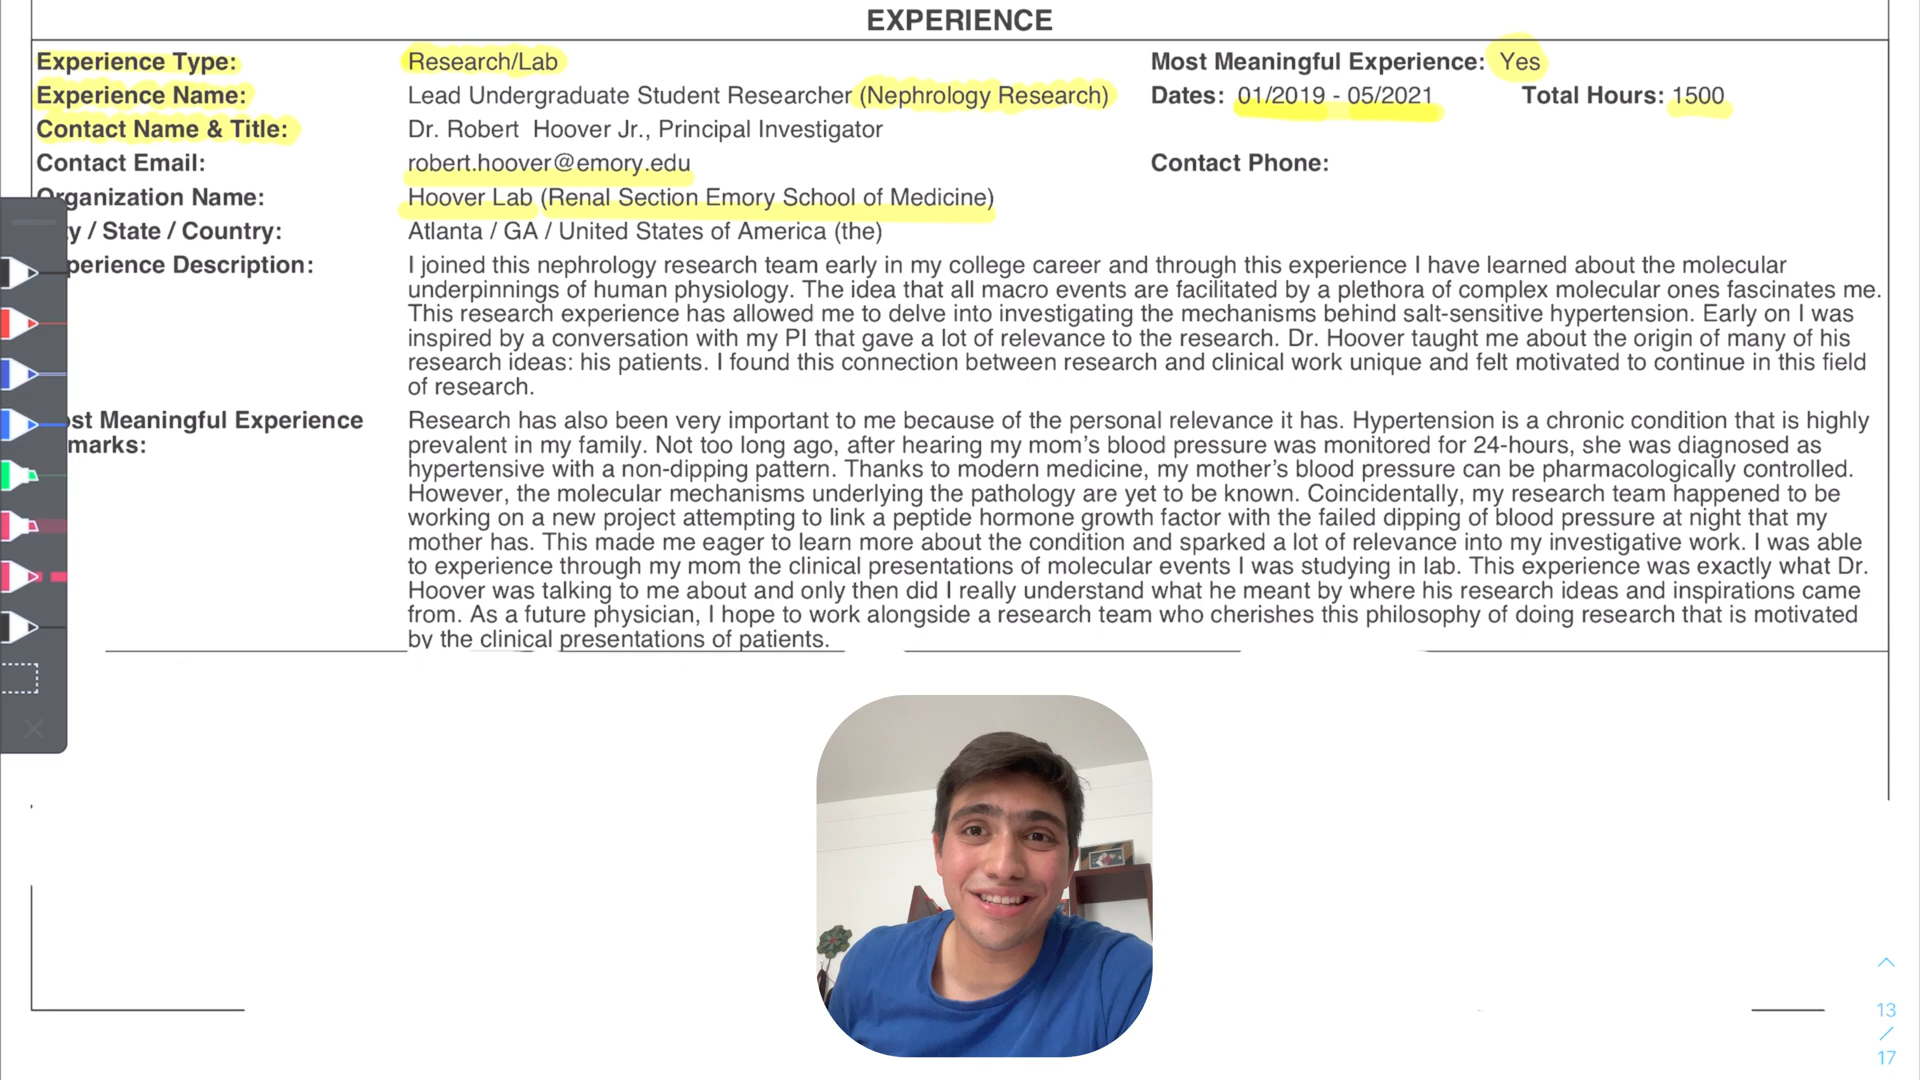 EXPERIENCE
Experience Type: Research/Lab Most Meaningful Experience: Yes
Experience Name: Lead Undergraduate Student Researcher (Nephrology Research) Dates: 01/2019 - 05/2021 Total Hours: 1500
Contact Name & Title: Dr. Robert Hoover Jr., Principal Investigator
Contact Email: robert.hoover@emory.edu Contact Phone:
Organization Name: Hoover Lab (Renal Section Emory School of Medicine)
ty / State / Country: Atlanta / GA / United States of America (the)
perience Description: I joined this nephrology research team early in my college career and through this experience I have learned about the molecular
underpinnings of human physiology. The idea that all macro events are facilitated by a plethora of complex molecular ones fascinates me.
This research experience has allowed me to delve into investigating the mechanisms behind salt-sensitive hypertension. Early on I was
inspired by a conversation with my PI that gave a lot of relevance to the research. Dr. Hoover taught me about the origin of many of his
research ideas: his patients. I found this connection between research and clinical work unique and felt motivated to continue in this field
of research.
st Meaningful Experience Research has also been very important to me because of the personal relevance it has. Hypertension is a chronic condition that is highly
marks: prevalent in my family. Not too long ago, after hearing my mom's blood pressure was monitored for 24-hours, she was diagnosed as
hypertensive with a non-dipping pattern. Thanks to modern medicine, my mother's blood pressure can be pharmacologically controlled.
However, the molecular mechanisms underlying the pathology are yet to be known. Coincidentally, my research team happened to be
working on a new project attempting to link a peptide hormone growth factor with the failed dipping of blood pressure at night that my
mother has. This made me eager to learn more about the condition and sparked a lot of relevance into my investigative work. I was able
to experience through my mom the clinical presentations of molecular events I was studying in lab. This experience was exactly what Dr.
Hoover was talking to me about and only then did I really understand what he meant by where his research ideas and inspirations came
from. As a future physician, I hope to work alongside a research team who cherishes this philosophy of doing research that is motivated
by the clinical presentations of patients.
13
/
17